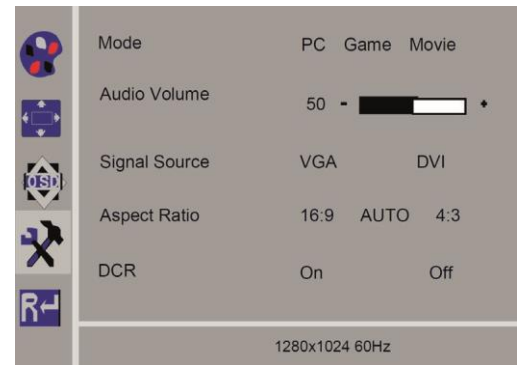 Mode PC Game Movie
Audio Volume 50 - +
Signal Source VGA DVI
OSD
Aspect Ratio 16:9 AUTO 4:3
DCR On Off
R
1280x1024 60Hz